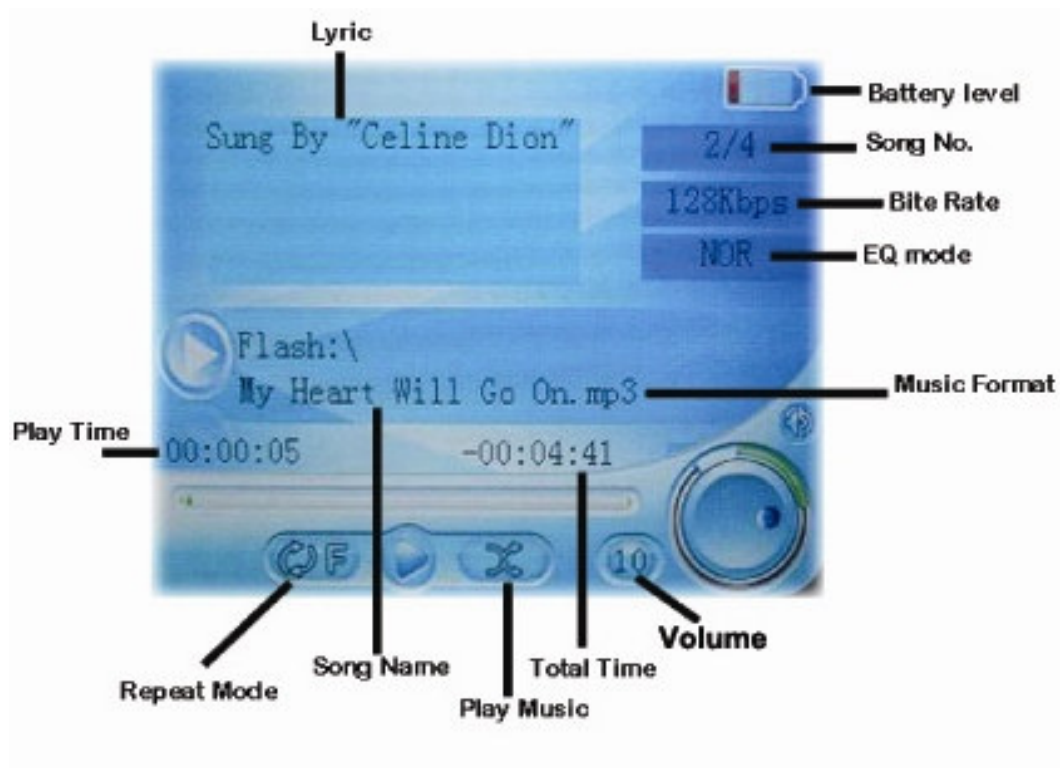 Lyric
Battery level
Sung By "Celine Dion"
2/4
Song No.
128Kbps
Bite Rate
NOR
EQ mode
Flash:\
My Heart Will Go On.mp3
Music Format
Play Time
00:00:05
-00:04:41
F
10
Volume
Song Name
Total Time
Repeat Mode
Play Music